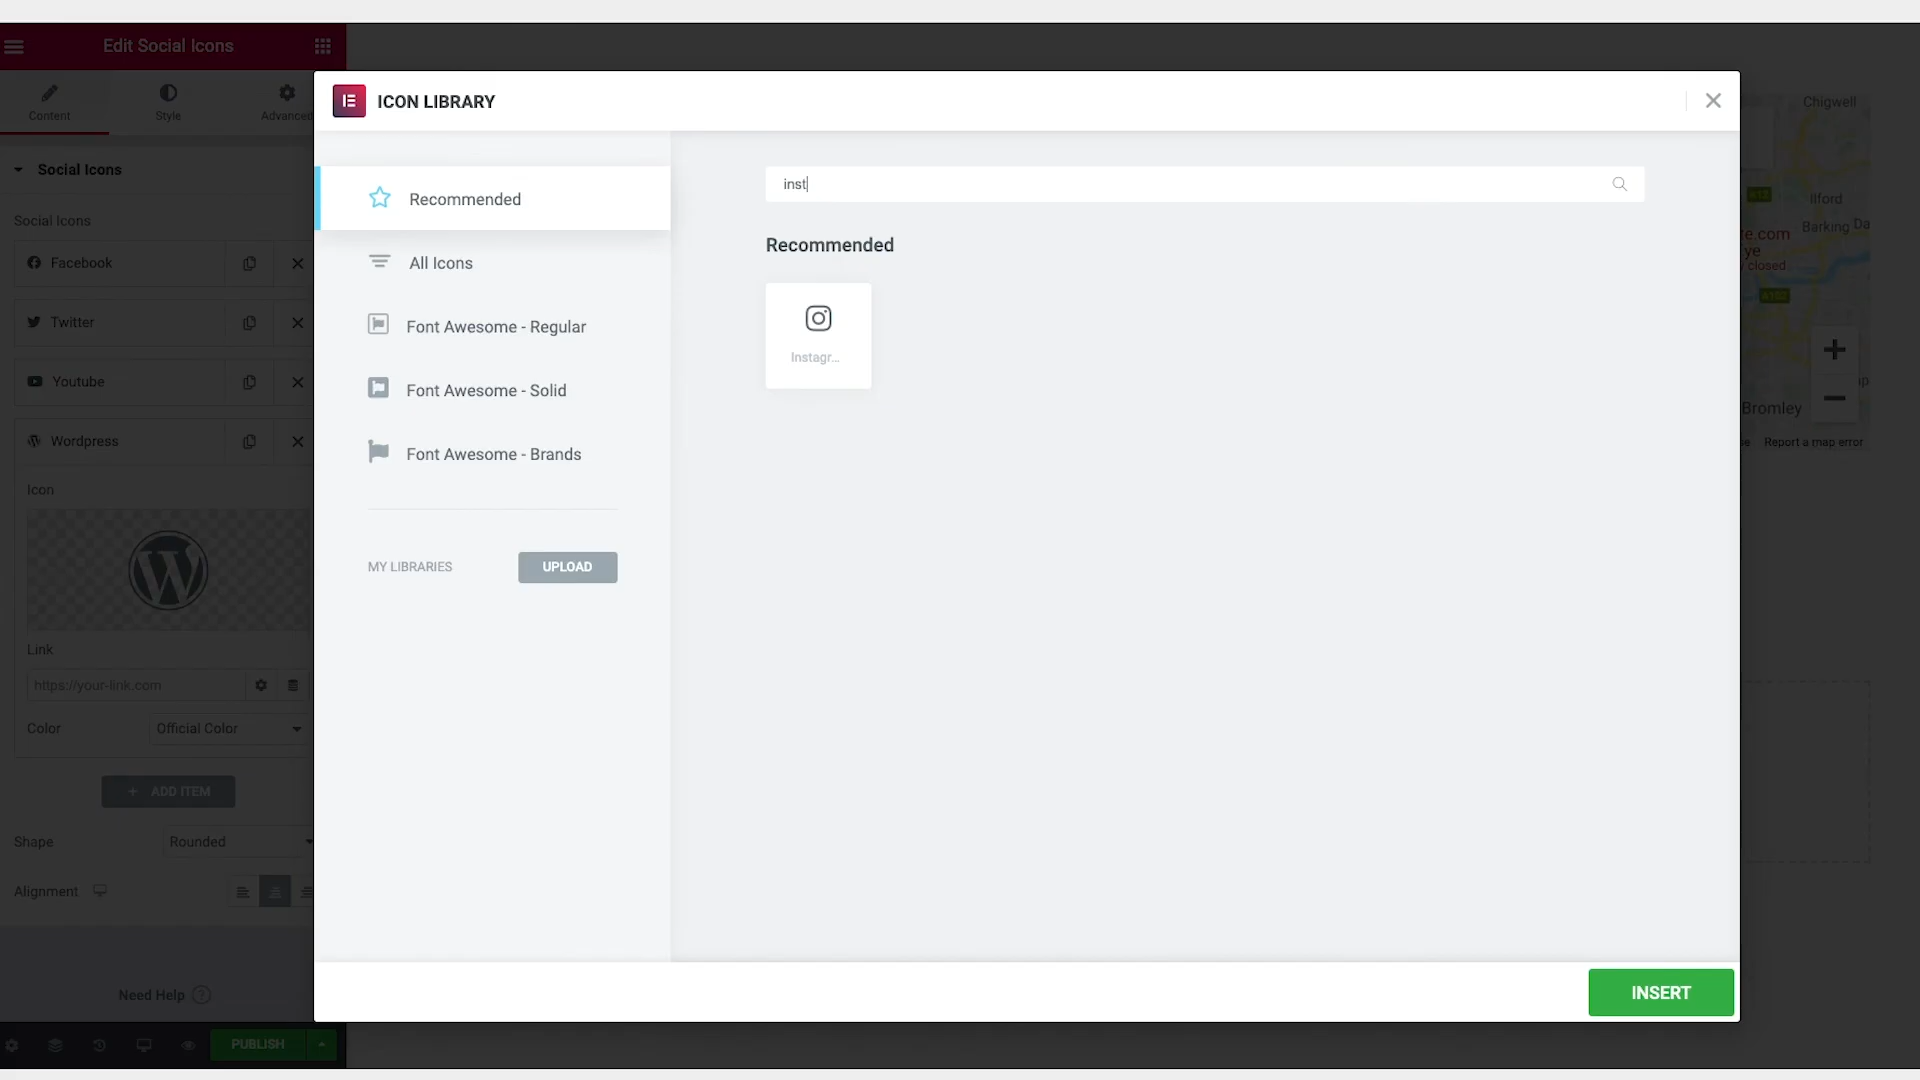 Edit Social Icons
Content
Style
Advanced
Social Icons
Social Icons
Facebook
Twitter
Youtube
Wordpress
Icon
Link
https://your-link.com
Color
Official Color
+ ADD ITEM
Shape
Rounded
Alignment
Need Help ?
PUBLISH
ICON LIBRARY
Recommended
All Icons
Font Awesome - Regular
Font Awesome - Solid
Font Awesome - Brands
MY LIBRARIES
UPLOAD
inst
Recommended
Instagr...
INSERT
Chigwell
Ilford
Barking Da
te.com
ye
closed
+
Bromley
−
Report a map error